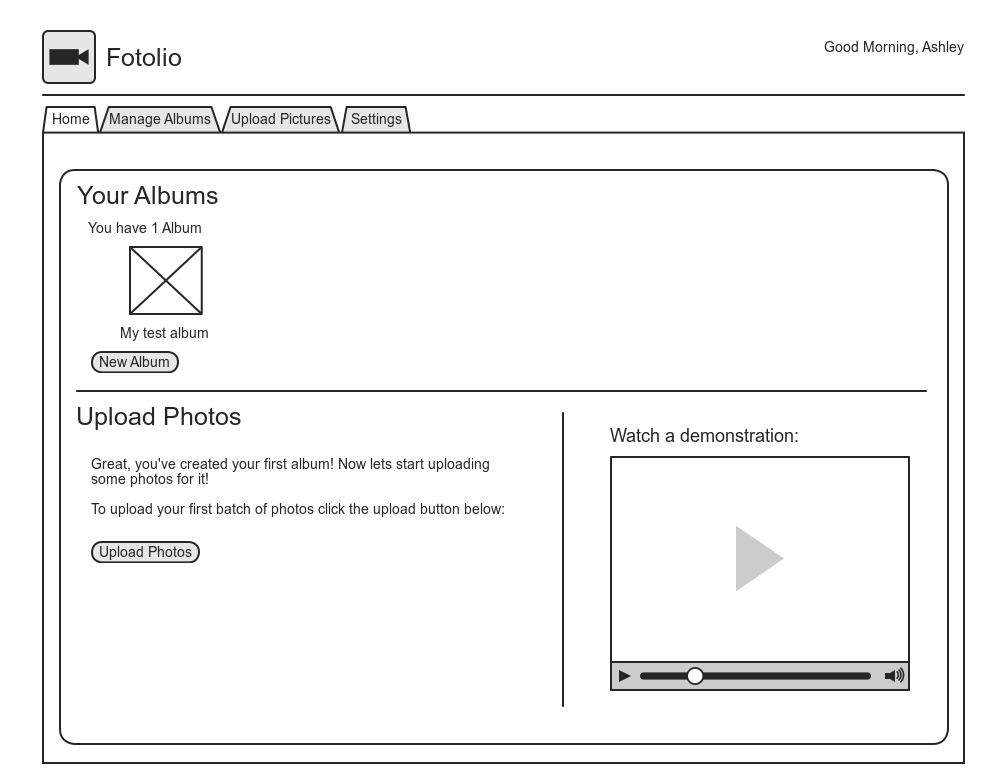 Fotolio
Good Morning, Ashley
Home
Manage Albums
Upload Pictures
Settings
Your Albums
You have 1 Album
My test album
New Album
Upload Photos
Great, you've created your first album! Now lets start uploading
some photos for it!
To upload your first batch of photos click the upload button below:
Upload Photos
Watch a demonstration: